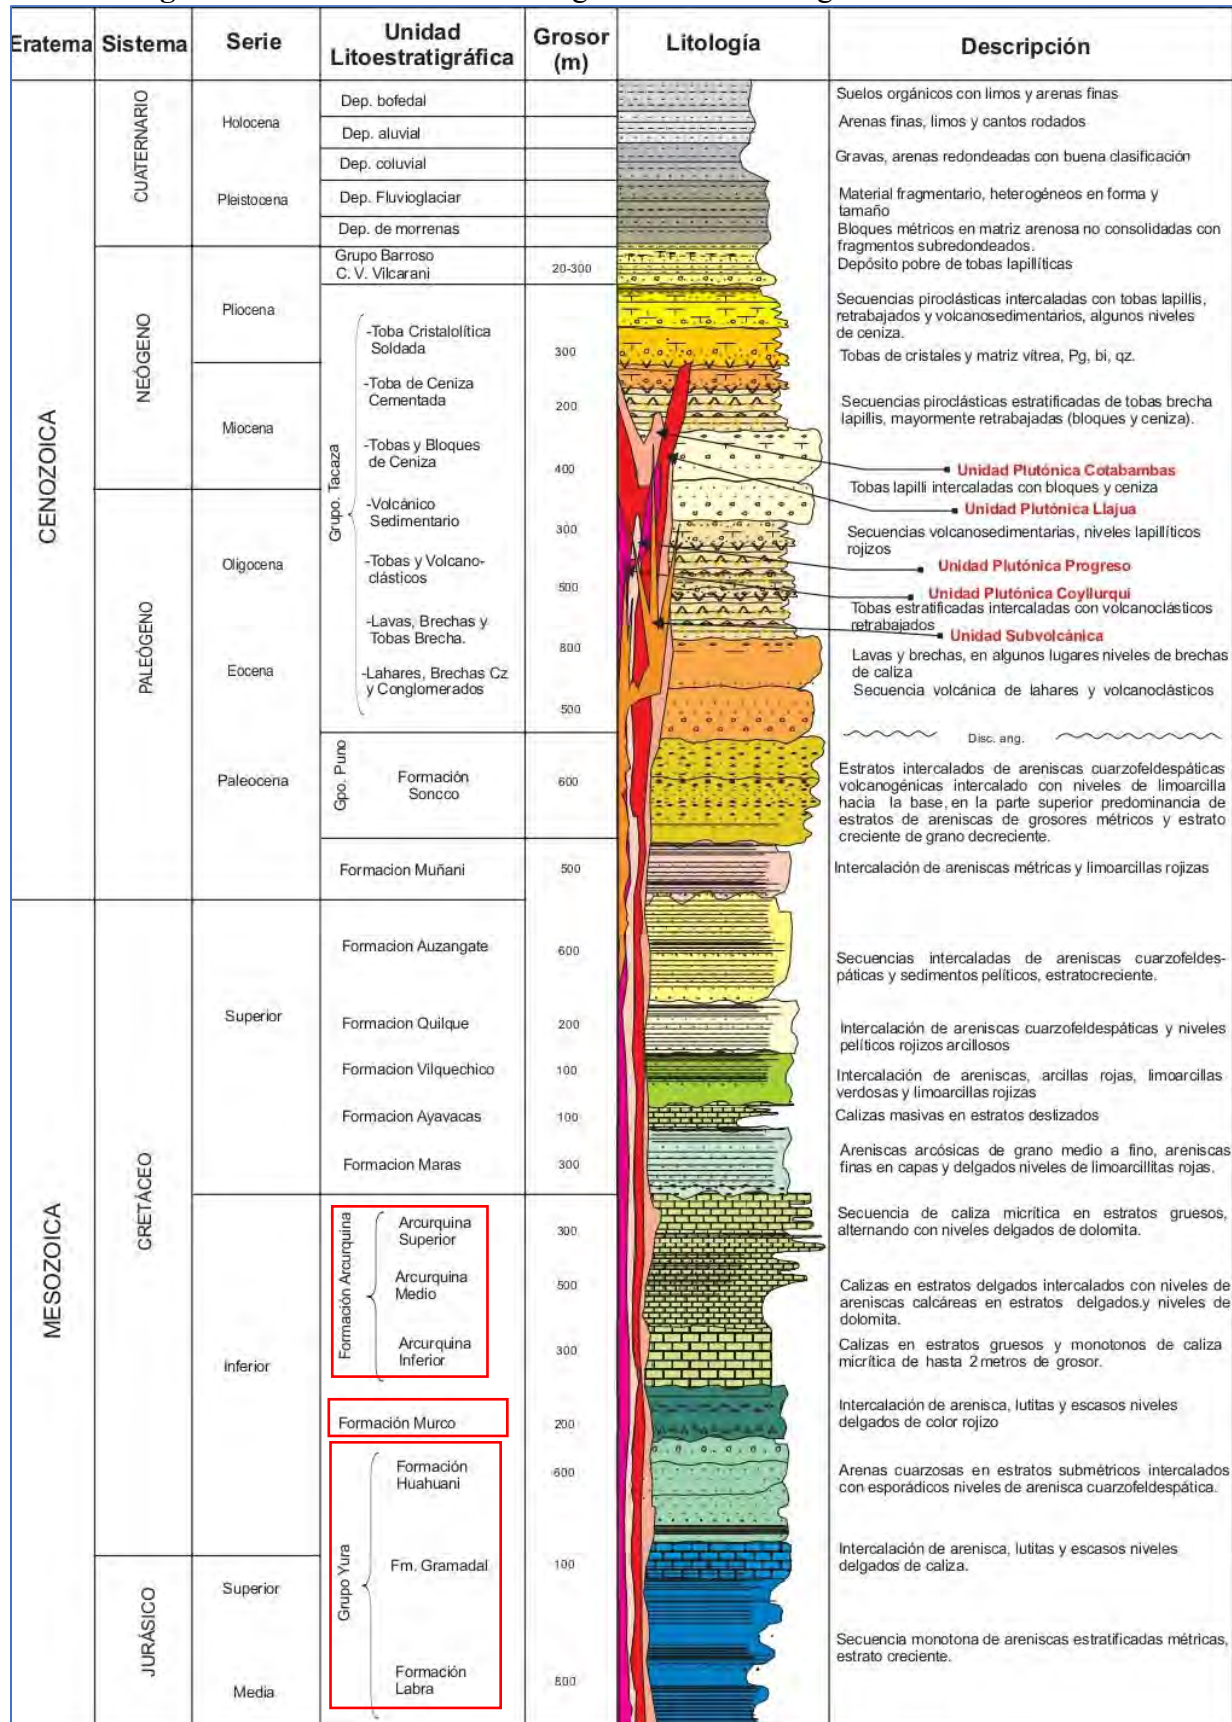 Eratema Sistema Serie Unidad Litoestratigráfica Grosor (m) Litología Descripción
CENOZOICA
MESOZOICA
CUATERNARIO
NEÓGENO
PALEÓGENO
CRETÁCEO
JURÁSICO
Holocena
Pleistocena
Pliocena
Miocena
Oligocena
Eocena
Paleocena
Superior
Inferior
Superior
Media
Dep. bofedal
Dep. aluvial
Dep. coluvial
Dep. Fluvioglaciar
Dep. de morrenas
Grupo Barroso
C. V. Vilcarani
Grupo. Tacaza
-Toba Cristalolítica
Soldada
-Toba de Ceniza
Cementada
-Tobas y Bloques
de Ceniza
-Volcánico
Sedimentario
-Tobas y Volcano-
clásticos
-Lavas, Brechas y
Tobas Brecha.
-Lahares, Brechas Cz
y Conglomerados
Gpo. Puno
Formación
Soncco
Formacion Muñani
Formacion Auzangate
Formacion Quilque
Formacion Vilquechico
Formacion Ayavacas
Formacion Maras
Formación Arcurquina
Arcurquina
Superior
Arcurquina
Medio
Arcurquina
Inferior
Formación Murco
Grupo Yura
Formación
Huahuani
Fm. Gramadal
Formación
Labra
20-300
300
200
400
300
500
800
500
600
500
600
200
100
100
300
300
500
300
200
600
100
800
Suelos orgánicos con limos y arenas finas
Arenas finas, limos y cantos rodados
Gravas, arenas redondeadas con buena clasificación
Material fragmentario, heterogéneos en forma y
tamaño
Bloques métricos en matriz arenosa no consolidadas con
fragmentos subredondeados.
Depósito pobre de tobas lapillíticas
Secuencias piroclásticas intercaladas con tobas lapillis,
retrabajados y volcanosedimentarios, algunos niveles
de ceniza.
Tobas de cristales y matriz vítrea, Pg, bi, qz.
Secuencias piroclásticas estratificadas de tobas brecha
lapillis, mayormente retrabajadas (bloques y ceniza).
Unidad Plutónica Cotabambas
Tobas lapilli intercaladas con bloques y ceniza
Unidad Plutónica Llajua
Secuencias volcanosedimentarias, niveles lapillíticos
rojizos
Unidad Plutónica Progreso
Unidad Plutónica Coyllurqui
Tobas estratificadas intercaladas con volcanoclásticos
retrabajados
Unidad Subvolcánica
Lavas y brechas, en algunos lugares niveles de brechas
de caliza
Secuencia volcánica de lahares y volcanoclásticos
Disc. ang.
Estratos intercalados de areniscas cuarzofeldespáticas
volcanogénicas intercalado con niveles de limoarcilla
hacia la base, en la parte superior predominancia de
estratos de areniscas de grosores métricos y estrato
creciente de grano decreciente.
Intercalación de areniscas métricas y limoarcillas rojizas
Secuencias intercaladas de areniscas cuarzofeldes-
páticas y sedimentos pelíticos, estratocreciente.
Intercalación de areniscas cuarzofeldespáticas y niveles
pelíticos rojizos arcillosos
Intercalación de areniscas, arcillas rojas, limoarcillas
verdosas y limoarcillas rojizas
Calizas masivas en estratos deslizados
Areniscas arcósicas de grano medio a fino, areniscas
finas en capas y delgados niveles de limoarcillitas rojas.
Secuencia de caliza micrítica en estratos gruesos,
alternando con niveles delgados de dolomita.
Calizas en estratos delgados intercalados con niveles de
areniscas calcáreas en estratos delgados.y niveles de
dolomita.
Calizas en estratos gruesos y monotonos de caliza
micrítica de hasta 2 metros de grosor.
Intercalación de arenisca, lutitas y escasos niveles
delgados de color rojizo
Arenas cuarzosas en estratos submétricos intercalados
con esporádicos niveles de arenisca cuarzofeldespática.
Intercalación de arenisca, lutitas y escasos niveles
delgados de caliza.
Secuencia monotona de areniscas estratificadas métricas,
estrato creciente.